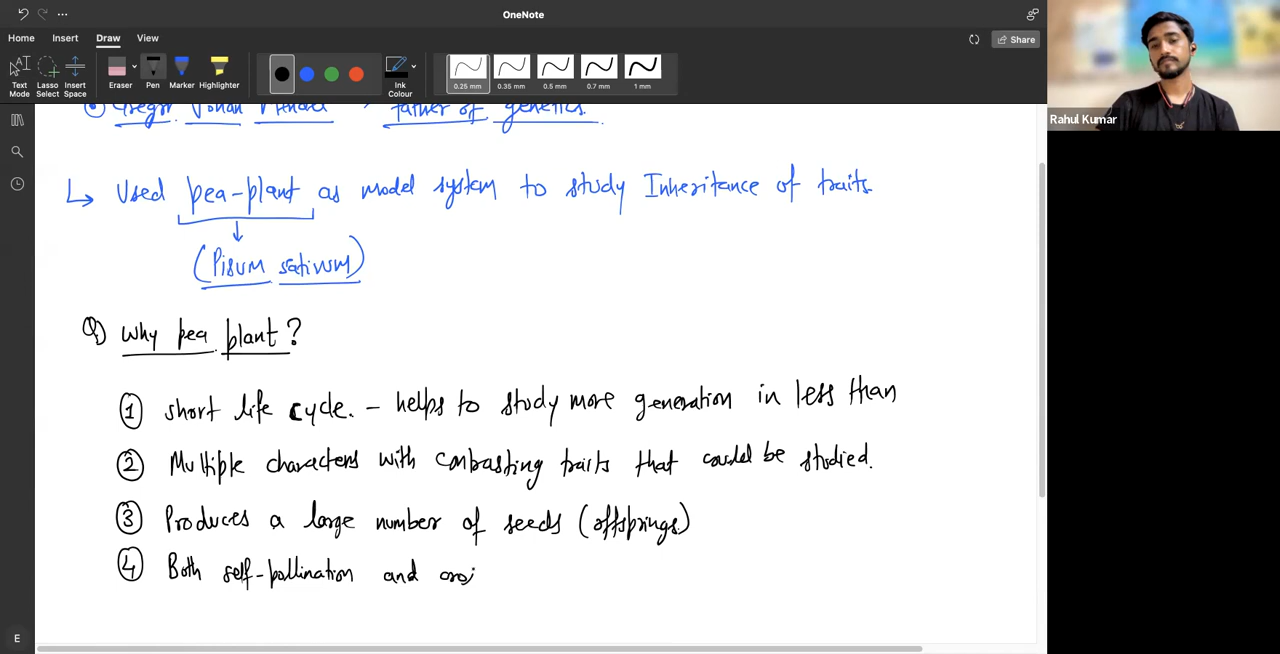 OneNote
Home Insert Draw View
Share
Text Mode
Lasso Select
Insert Space
Eraser
Pen
Marker
Highlighter
Ink Colour
0.25 mm
0.35 mm
0.5 mm
0.7 mm
1 mm
Rahul Kumar
father of genetics.
↳ Used pea-plant as model system to study Inheritance of traits
(Pisum sativum)
Q) Why pea plant?
① short life cycle. - helps to study more generation in less than
② Multiple characters with contrasting traits that could be studied.
③ Produces a large number of seeds (offsprings)
④ Both self-pollination and
E